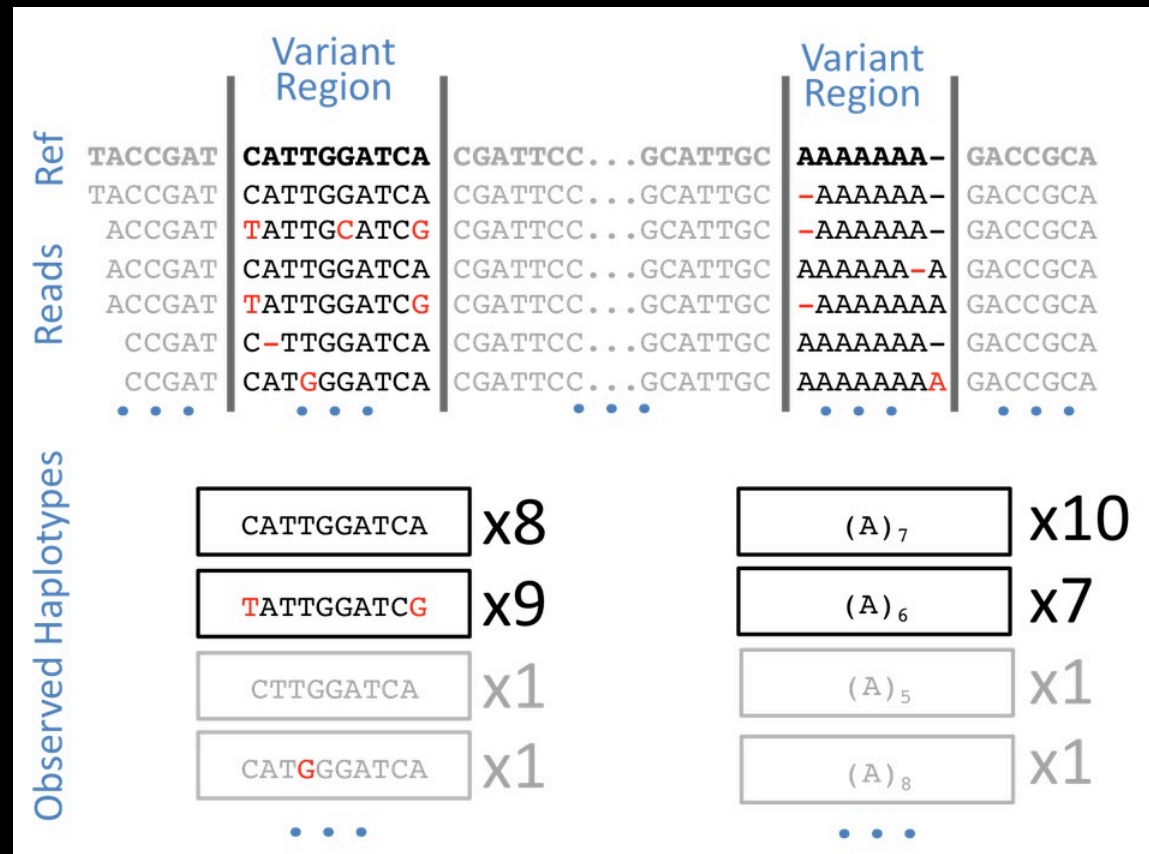 Variant Region
Variant Region
Ref
TACCGAT CATTGGATCA CGATTCC...GCATTGC AAAAAAA- GACCGCA
Reads
TACCGAT CATTGGATCA CGATTCC...GCATTGC -AAAAAA- GACCGCA
ACCGAT TATTGCATCG CGATTCC...GCATTGC -AAAAAA- GACCGCA
ACCGAT CATTGGATCA CGATTCC...GCATTGC AAAAAA-A GACCGCA
ACCGAT TATTGGATCG CGATTCC...GCATTGC -AAAAAAA GACCGCA
CCGAT C-TTGGATCA CGATTCC...GCATTGC AAAAAAA- GACCGCA
CCGAT CATGGGATCA CGATTCC...GCATTGC AAAAAAAA GACCGCA
Observed Haplotypes
CATTGGATCA x8 (A)7 x10
TATTGGATCG x9 (A)6 x7
CTTGGATCA x1 (A)5 x1
CATGGGATCA x1 (A)8 x1